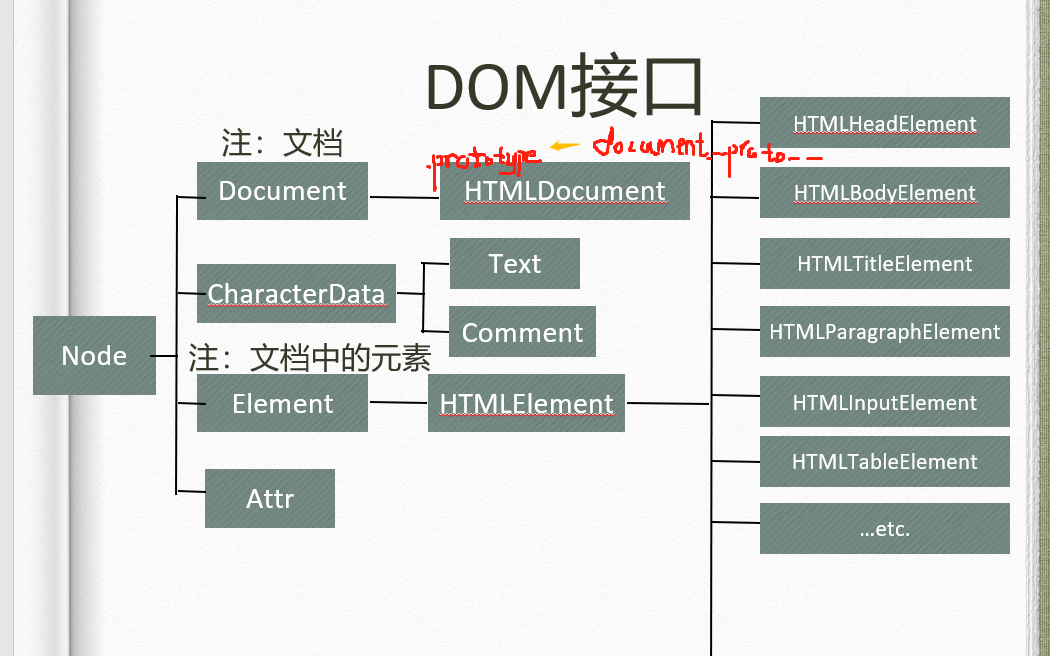 DOM接口
注：文档
prototype
document.__proto__
Document
HTMLDocument
CharacterData
Text
Comment
Node
注：文档中的元素
Element
HTMLElement
Attr
HTMLHeadElement
HTMLBodyElement
HTMLTitleElement
HTMLParagraphElement
HTMLInputElement
HTMLTableElement
...etc.